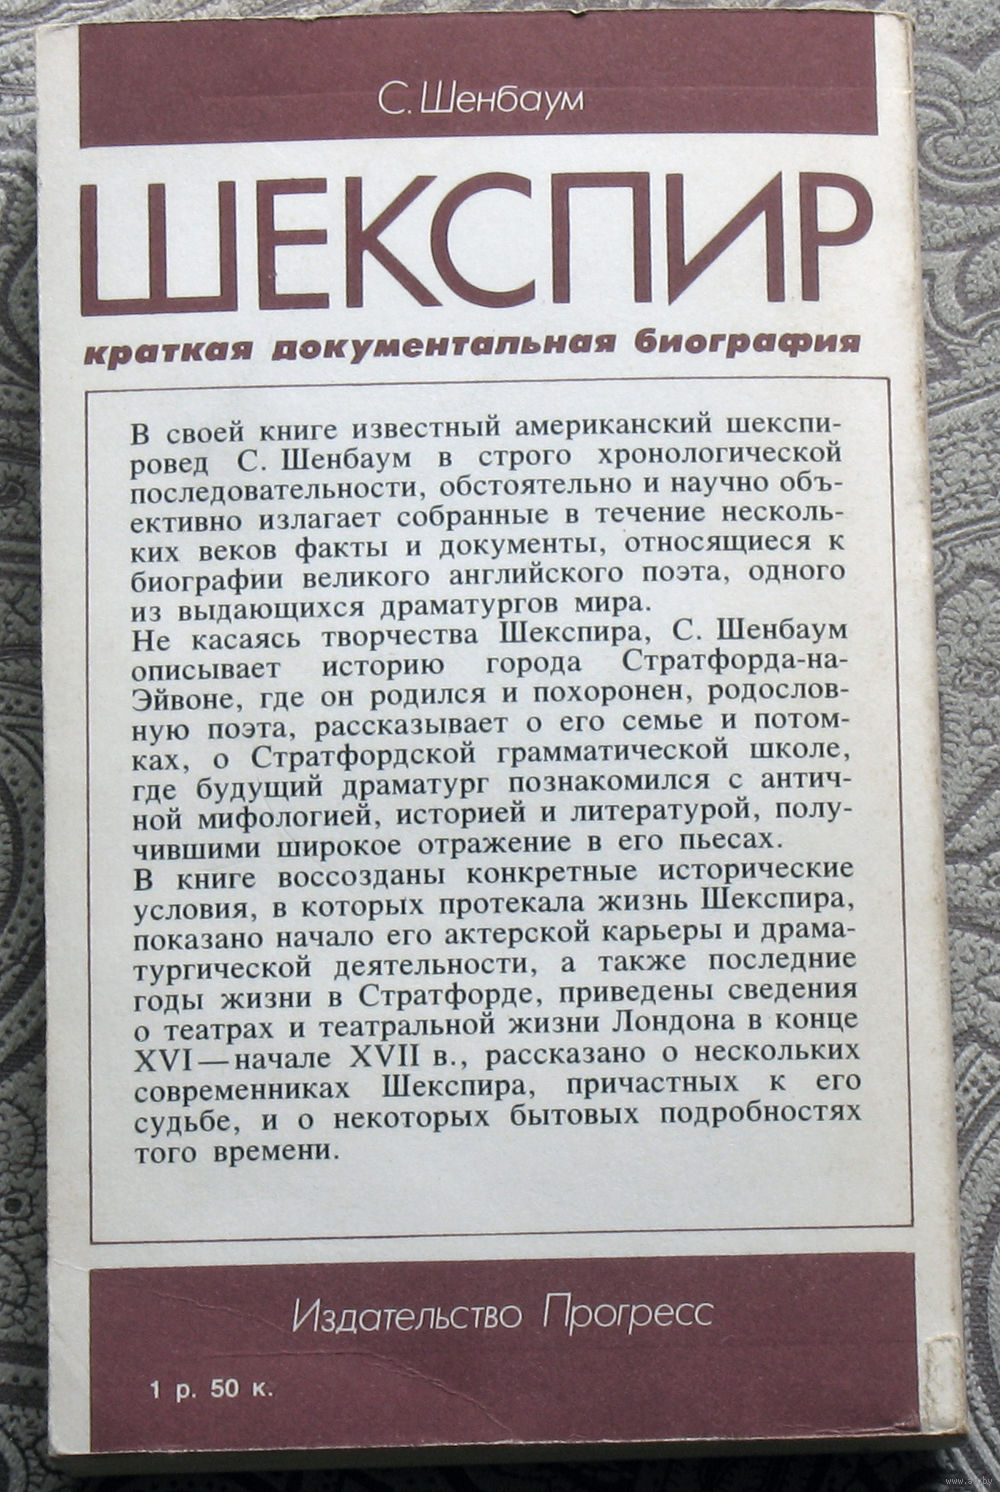 С. Шенбаум
ШЕКСПИР
краткая документальная биография
В своей книге известный американский шекспи-
ровед С. Шенбаум в строго хронологической
последовательности, обстоятельно и научно объ-
ективно излагает собранные в течение несколь-
ких веков факты и документы, относящиеся к
биографии великого английского поэта, одного
из выдающихся драматургов мира.
Не касаясь творчества Шекспира, С. Шенбаум
описывает историю города Стратфорда-на-
Эйвоне, где он родился и похоронен, родослов-
ную поэта, рассказывает о его семье и потом-
ках, о Стратфордской грамматической школе,
где будущий драматург познакомился с антич-
ной мифологией, историей и литературой, полу-
чившими широкое отражение в его пьесах.
В книге воссозданы конкретные исторические
условия, в которых протекала жизнь Шекспира,
показано начало его актерской карьеры и драма-
тургической деятельности, а также последние
годы жизни в Стратфорде, приведены сведения
о театрах и театральной жизни Лондона в конце
XVI — начале XVII в., рассказано о нескольких
современниках Шекспира, причастных к его
судьбе, и о некоторых бытовых подробностях
того времени.
Издательство Прогресс
1 р. 50 к.